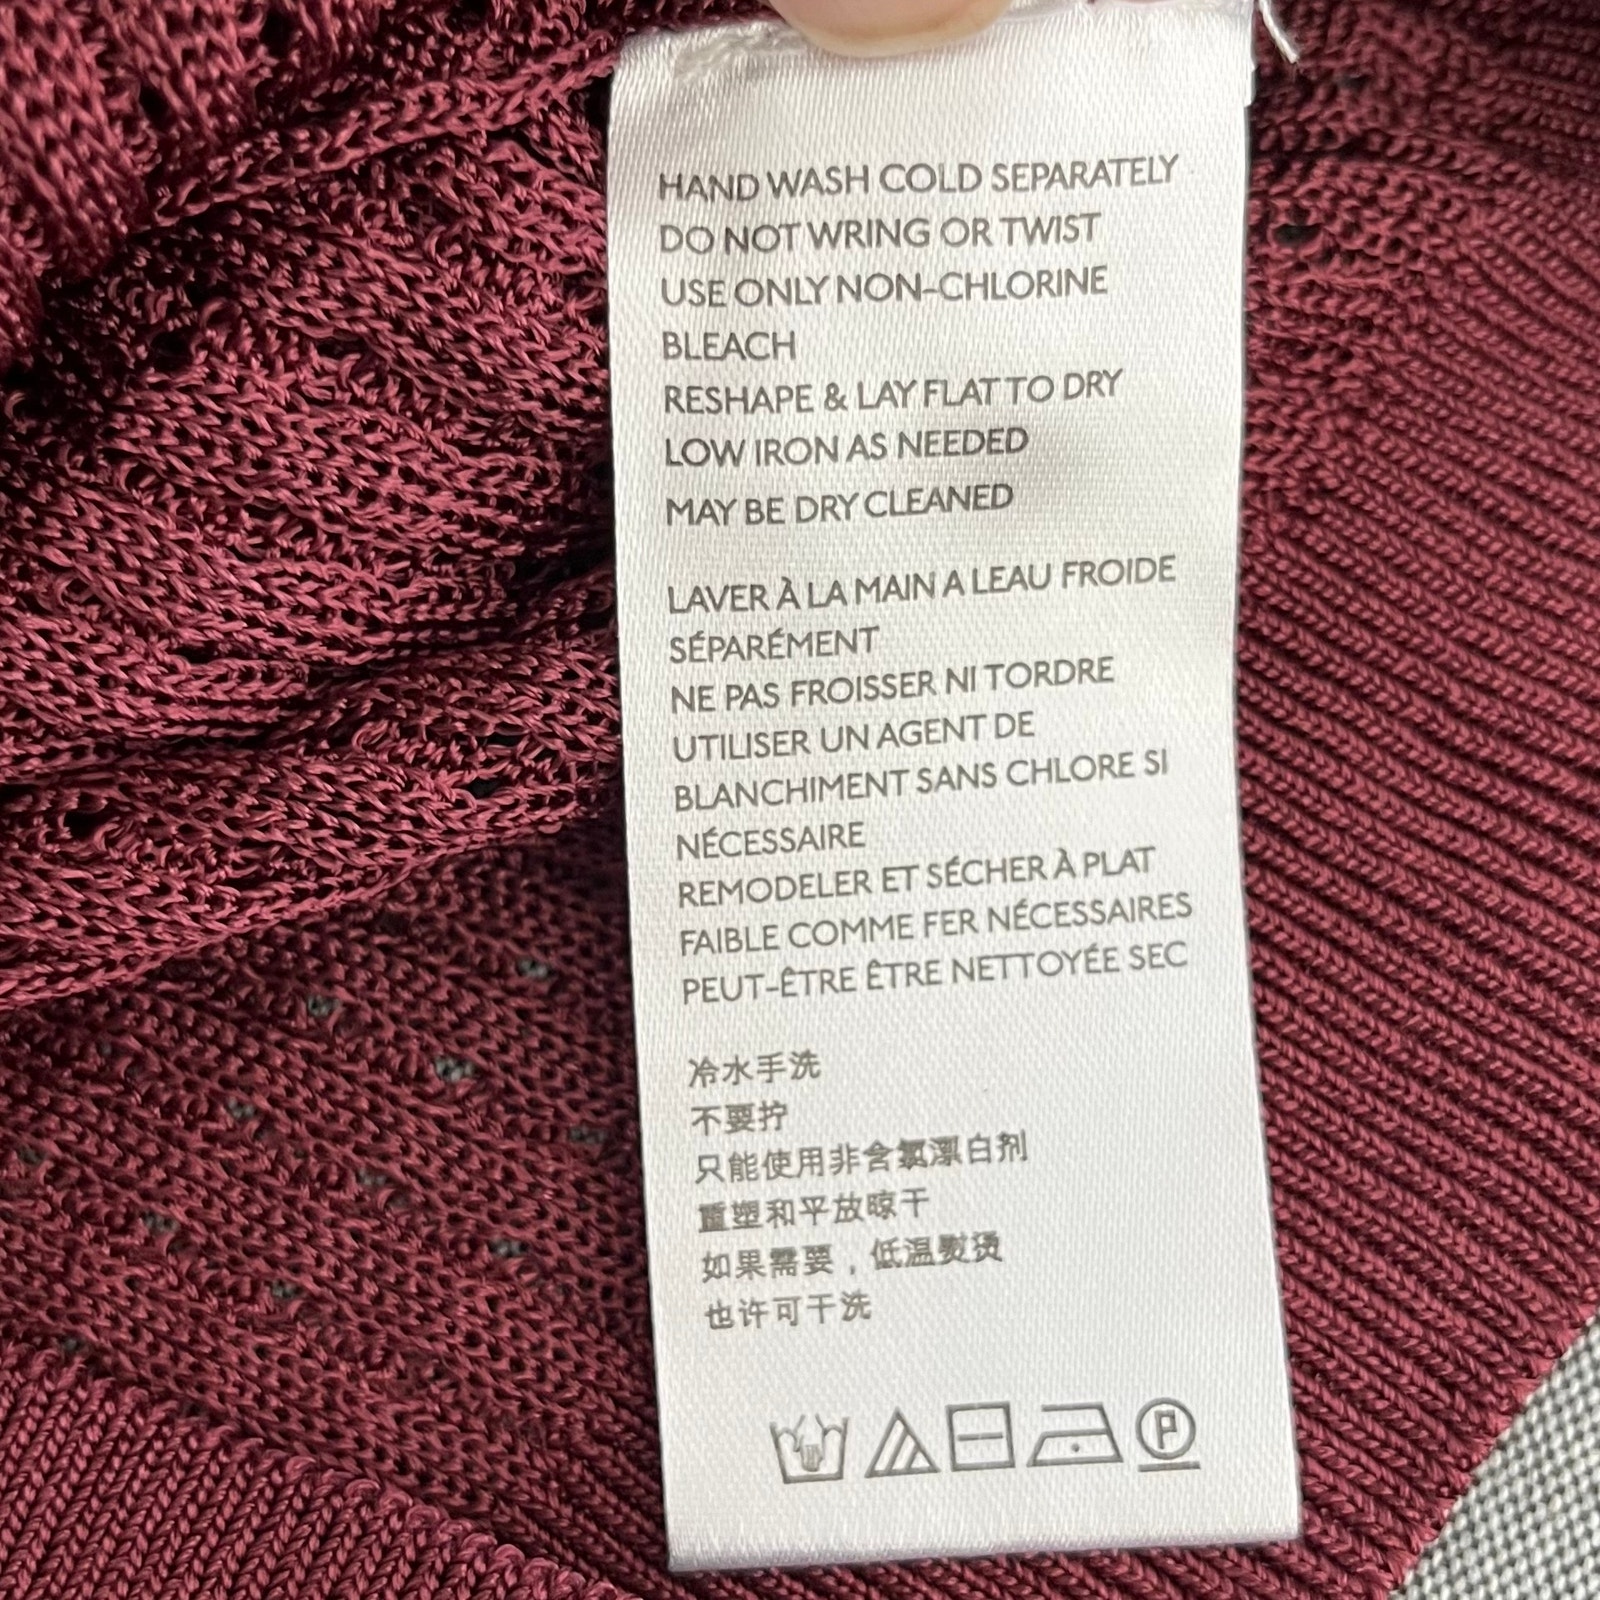 HAND WASH COLD SEPARATELY
DO NOT WRING OR TWIST
USE ONLY NON-CHLORINE
BLEACH
RESHAPE & LAY FLAT TO DRY
LOW IRON AS NEEDED
MAY BE DRY CLEANED
LAVER À LA MAIN A LEAU FROIDE
SÉPARÉMENT
NE PAS FROISSER NI TORDRE
UTILISER UN AGENT DE
BLANCHIMENT SANS CHLORE SI
NÉCESSAIRE
REMODELER ET SÉCHER À PLAT
FAIBLE COMME FER NÉCESSAIRES
PEUT-ÊTRE ÊTRE NETTOYÉE SEC
冷水手洗
不要拧
只能使用非含氯漂白剂
重塑和平放晾干
如果需要，低温熨烫
也许可干洗
P